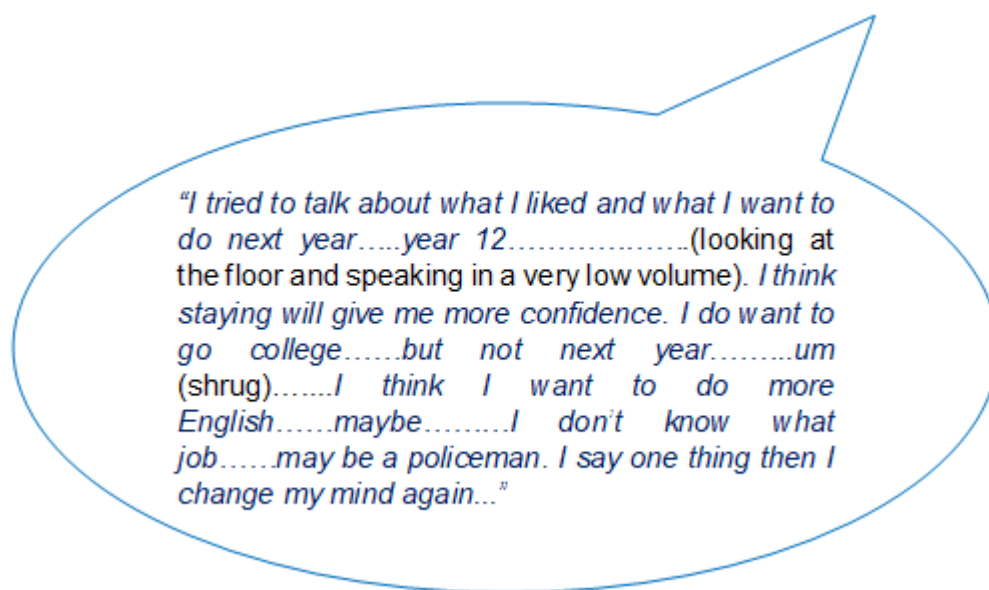 “I tried to talk about what I liked and what I want to
do next year…..year 12………………..(looking at
the floor and speaking in a very low volume). I think
staying will give me more confidence. I do want to
go college……but not next year………um
(shrug)…….I think I want to do more
English……maybe………I don’t know what
job……may be a policeman. I say one thing then I
change my mind again...”